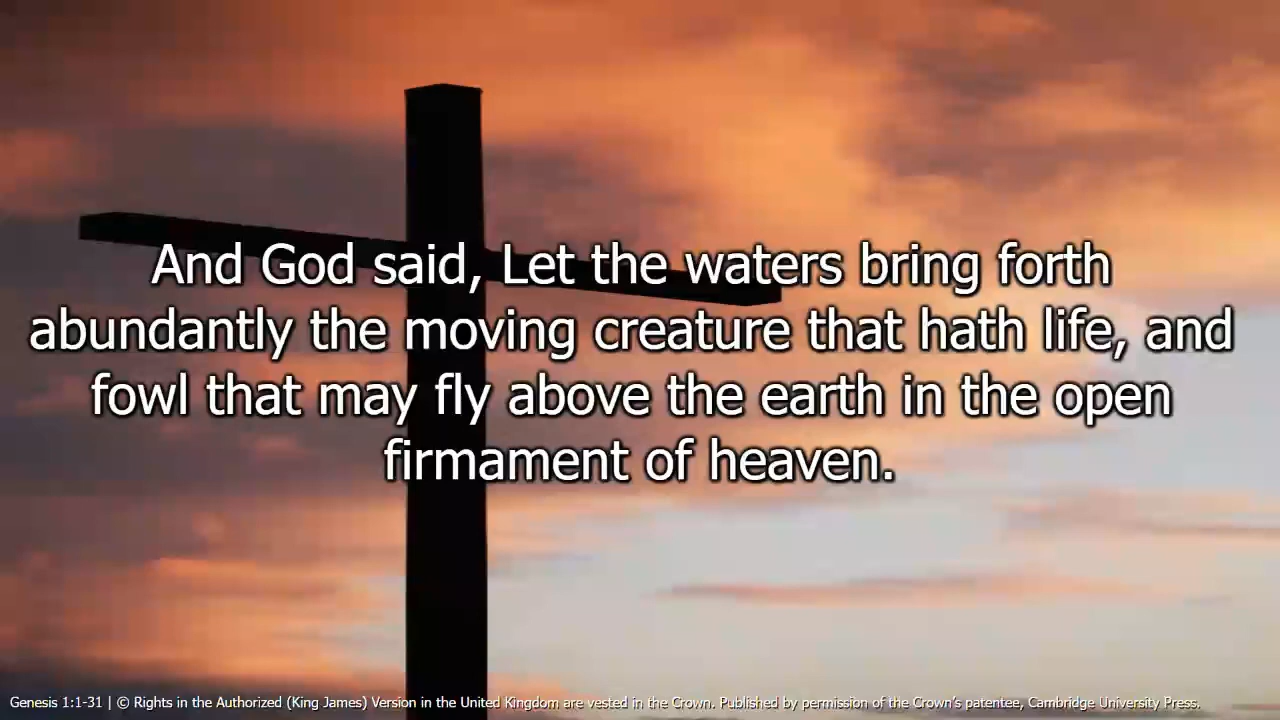 And God said, Let the waters bring forth
abundantly the moving creature that hath life, and
fowl that may fly above the earth in the open
firmament of heaven.
Genesis 1:1-31 | © Rights in the Authorized (King James) Version in the United Kingdom are vested in the Crown. Published by permission of the Crown’s patentee, Cambridge University Press.